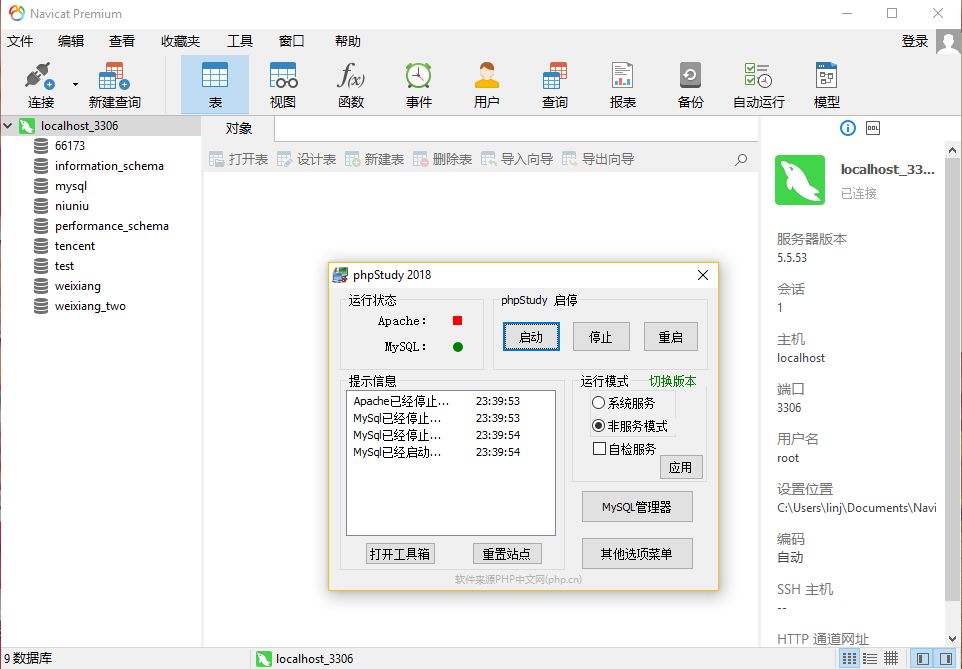 Navicat Premium
文件 编辑 查看 收藏夹 工具 窗口 帮助 登录
连接 新建查询 表 视图 函数 事件 用户 查询 报表 备份 自动运行 模型
localhost_3306
66173
information_schema
mysql
niuniu
performance_schema
tencent
test
weixiang
weixiang_two
对象
打开表 设计表 新建表 删除表 导入向导 导出向导
phpStudy 2018
运行状态
Apache:
MySQL:
phpStudy 启停
启动 停止 重启
提示信息
Apache已经停止... 23:39:53
MySql已经停止... 23:39:53
MySql已经停止... 23:39:54
MySql已经启动... 23:39:54
运行模式 切换版本
系统服务
非服务模式
自检服务
应用
MySQL管理器
打开工具箱 重置站点 其他选项菜单
软件来源PHP中文网(php.cn)
DDL
localhost_33...
已连接
服务器版本
5.5.53
会话
1
主机
localhost
端口
3306
用户名
root
设置位置
C:\Users\linj\Documents\Navi
编码
自动
SSH 主机
--
HTTP 通道网址
9 数据库 localhost_3306